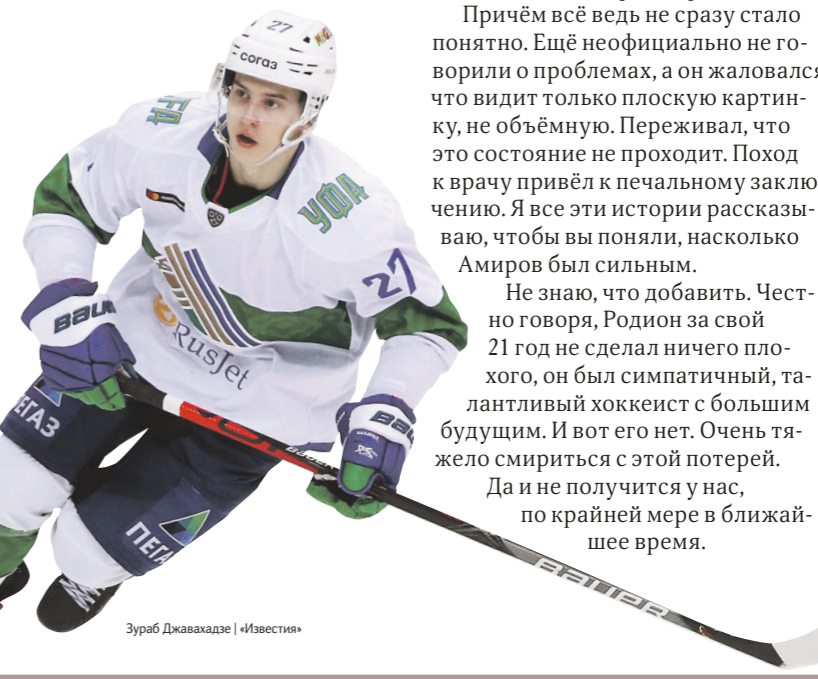 Причём всё ведь не сразу стало
понятно. Ещё неофициально не го-
ворили о проблемах, а он жаловался
что видит только плоскую картин-
ку, не объёмную. Переживал, что
это состояние не проходит. Поход
к врачу привёл к печальному заклю
чению. Я все эти истории рассказы-
ваю, чтобы вы поняли, насколько
Амиров был сильным.
Не знаю, что добавить. Чест-
но говоря, Родион за свой
21 год не сделал ничего пло-
хого, он был симпатичный, та-
лантливый хоккеист с большим
будущим. И вот его нет. Очень тя-
жело смириться с этой потерей.
Да и не получится у нас,
по крайней мере в ближай-
шее время.
27
согаз
УФА
27
RusJet
BAU
BAU
ПЕГАЗ
ПЕГА
BAUER
BAUER
Зураб Джавахадзе | «Известия»